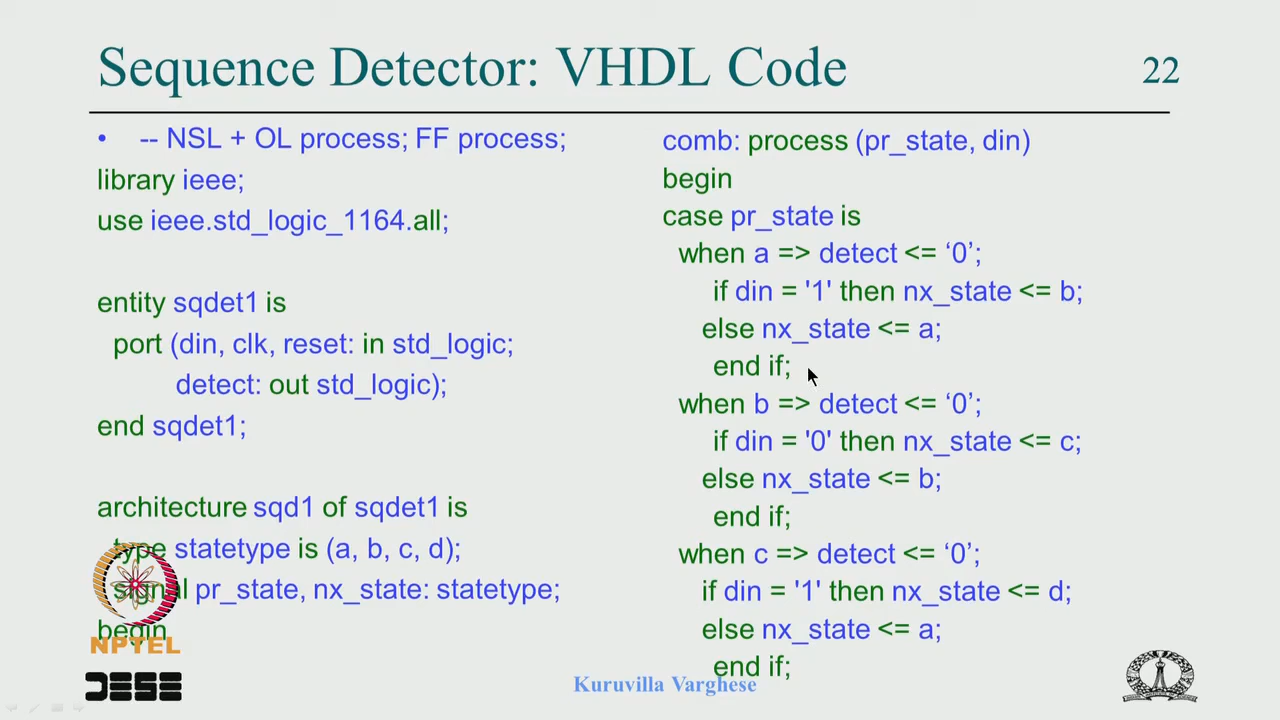 Sequence Detector: VHDL Code
22
• -- NSL + OL process; FF process;
library ieee;
use ieee.std_logic_1164.all;
entity sqdet1 is
port (din, clk, reset: in std_logic;
detect: out std_logic);
end sqdet1;
architecture sqd1 of sqdet1 is
type statetype is (a, b, c, d);
signal pr_state, nx_state: statetype;
begin
comb: process (pr_state, din)
begin
case pr_state is
when a => detect <= ‘0’;
if din = '1' then nx_state <= b;
else nx_state <= a;
end if;
when b => detect <= ‘0’;
if din = '0' then nx_state <= c;
else nx_state <= b;
end if;
when c => detect <= ‘0’;
if din = '1' then nx_state <= d;
else nx_state <= a;
end if;
NPTEL
DESE
Kuruvilla Varghese